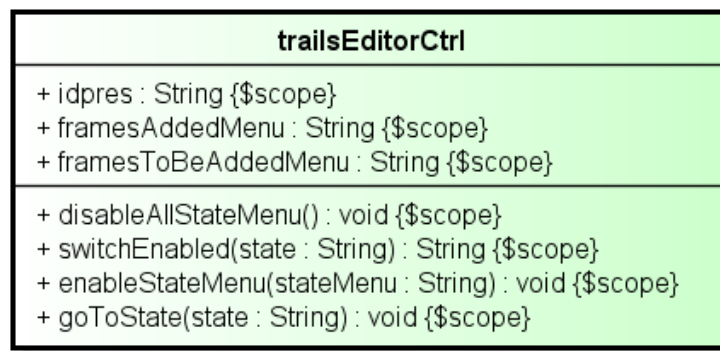 trailsEditorCtrl
+ idpres : String {$scope}
+ framesAddedMenu : String {$scope}
+ framesToBeAddedMenu : String {$scope}
+ disableAllStateMenu() : void {$scope}
+ switchEnabled(state : String) : String {$scope}
+ enableStateMenu(stateMenu : String) : void {$scope}
+ goToState(state : String) : void {$scope}